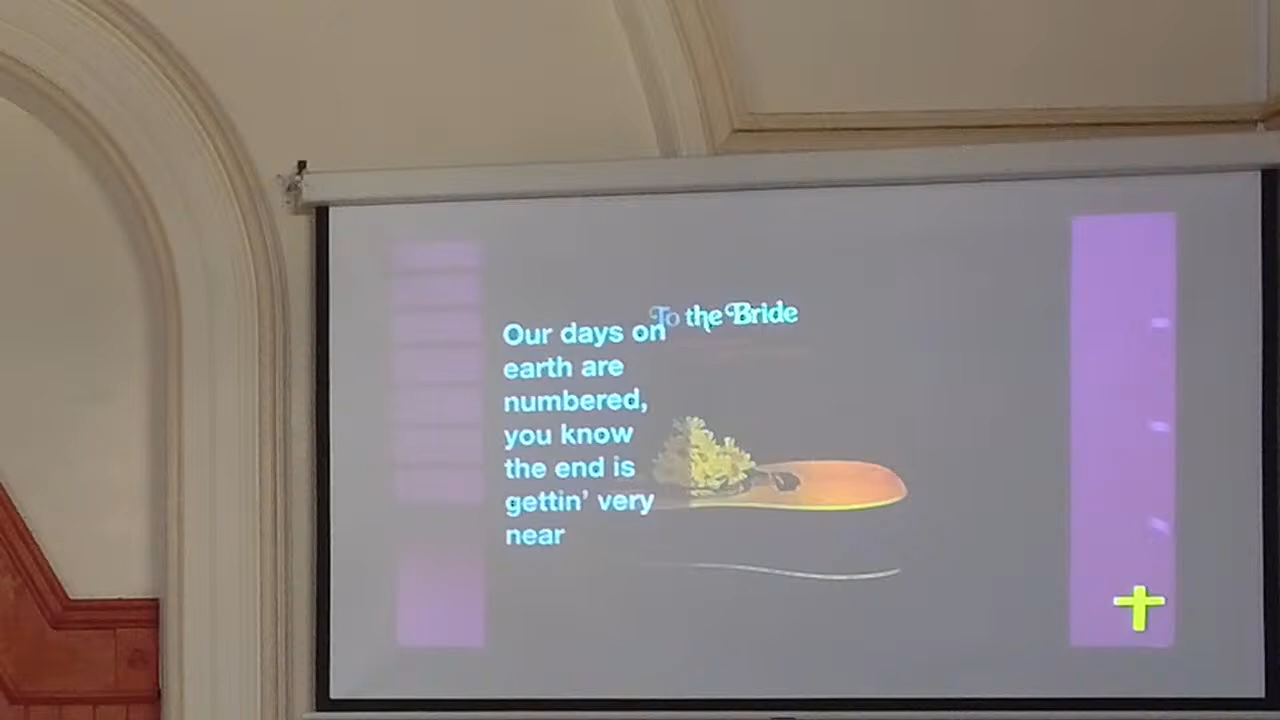 To the Bride
Our days on
earth are
numbered,
you know
the end is
gettin' very
near